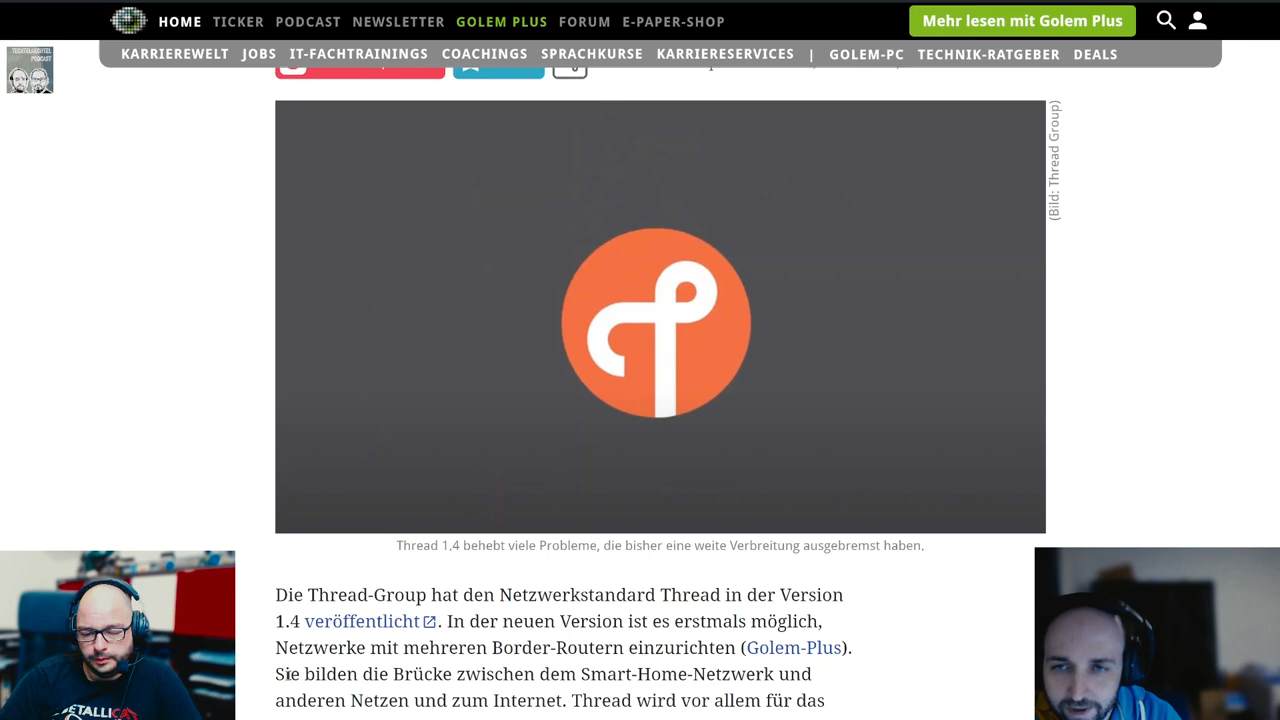 HOME TICKER PODCAST NEWSLETTER GOLEM PLUS FORUM E-PAPER-SHOP Mehr lesen mit Golem Plus
KARRIEREWELT JOBS IT-FACHTRAININGS COACHINGS SPRACHKURSE KARRIERESERVICES | GOLEM-PC TECHNIK-RATGEBER DEALS
PODCAST
(Bild: Thread Group)
Thread 1.4 behebt viele Probleme, die bisher eine weite Verbreitung ausgebremst haben.
Die Thread-Group hat den Netzwerkstandard Thread in der Version
1.4 veröffentlicht. In der neuen Version ist es erstmals möglich,
Netzwerke mit mehreren Border-Routern einzurichten (Golem-Plus).
Sie bilden die Brücke zwischen dem Smart-Home-Netzwerk und
anderen Netzen und zum Internet. Thread wird vor allem für das
METALLICA